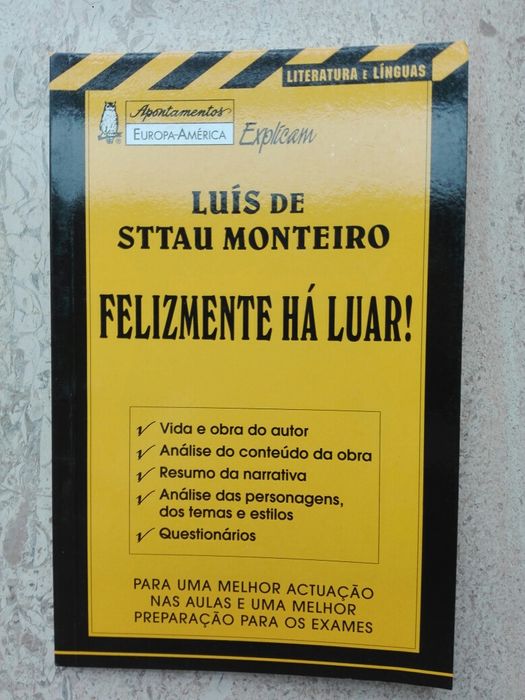 LITERATURA E LÍNGUAS
Apontamentos
EUROPA-AMÉRICA Explicam
LUÍS DE
STTAU MONTEIRO
FELIZMENTE HÁ LUAR!
Vida e obra do autor
Análise do conteúdo da obra
Resumo da narrativa
Análise das personagens,
dos temas e estilos
Questionários
PARA UMA MELHOR ACTUAÇÃO
NAS AULAS E UMA MELHOR
PREPARAÇÃO PARA OS EXAMES